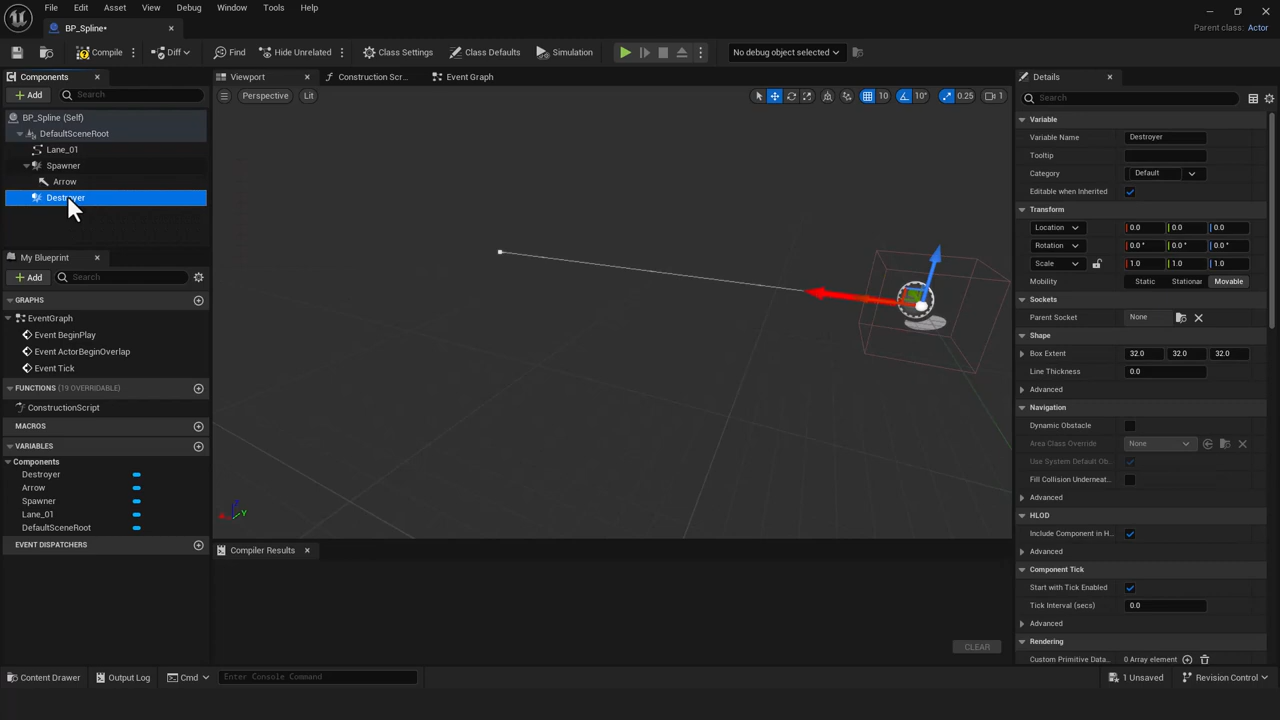 File Edit Asset View Debug Window Tools Help
BP_Spline•
Parent class: Actor
Compile Diff Find Hide Unrelated Class Settings Class Defaults Simulation No debug object selected
Components
Viewport Construction Scr... Event Graph
Details
Add Search
Perspective Lit 10 10° 0.25 1
Search
BP_Spline (Self)
DefaultSceneRoot
Lane_01
Spawner
Arrow
Destroyer
My Blueprint
Add Search
GRAPHS
EventGraph
Event BeginPlay
Event ActorBeginOverlap
Event Tick
FUNCTIONS (19 OVERRIDABLE)
ConstructionScript
MACROS
VARIABLES
Components
Destroyer
Arrow
Spawner
Lane_01
DefaultSceneRoot
EVENT DISPATCHERS
Y
Compiler Results
CLEAR
Variable
Variable Name Destroyer
Tooltip
Category Default
Editable when Inherited
Transform
Location 0.0 0.0 0.0
Rotation 0.0° 0.0° 0.0°
Scale 1.0 1.0 1.0
Mobility Static Stationar Movable
Sockets
Parent Socket None
Shape
Box Extent 32.0 32.0 32.0
Line Thickness 0.0
Advanced
Navigation
Dynamic Obstacle
Area Class Override None
Use System Default Ob...
Fill Collision Underneat...
Advanced
HLOD
Include Component in H...
Advanced
Component Tick
Start with Tick Enabled
Tick Interval (secs) 0.0
Advanced
Rendering
Custom Primitive Data... 0 Array element
Content Drawer Output Log Cmd Enter Console Command 1 Unsaved Revision Control